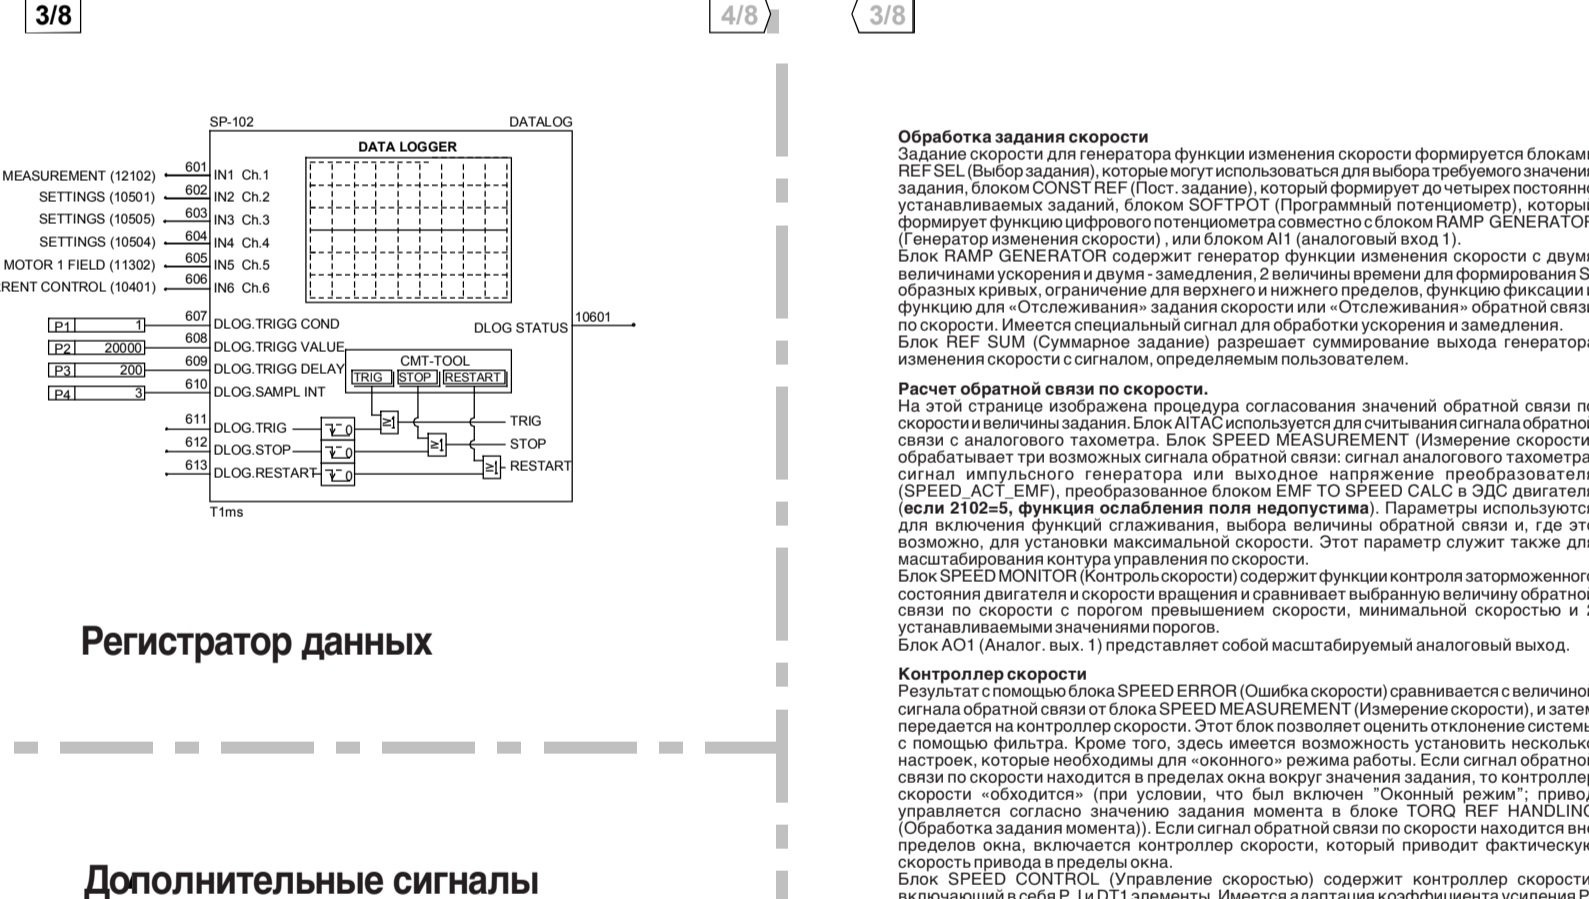 3/8
4/8
3/8
SP-102
DATALOG
DATA LOGGER
MEASUREMENT (12102)
601
IN1 Ch.1
SETTINGS (10501)
602
IN2 Ch.2
SETTINGS (10505)
603
IN3 Ch.3
SETTINGS (10504)
604
IN4 Ch.4
MOTOR 1 FIELD (11302)
605
IN5 Ch.5
CONTROL (10401)
606
IN6 Ch.6
P1 1
607
DLOG.TRIGG COND
DLOG STATUS
10601
P2 20000
608
DLOG.TRIGG VALUE
P3 200
609
DLOG.TRIGG DELAY
P4 3
610
DLOG.SAMPL INT
CMT-TOOL
TRIG STOP RESTART
611
DLOG.TRIG
0
≥1
TRIG
612
DLOG.STOP
0
≥1
STOP
613
DLOG.RESTART
0
≥1
RESTART
T1ms
Регистратор данных
Дополнительные сигналы
Обработка задания скорости
Задание скорости для генератора функции изменения скорости формируется блоками
REF SEL (Выбор задания), которые могут использоваться для выбора требуемого значения
задания, блоком CONST REF (Пост. задание), который формирует до четырех постоянно
устанавливаемых заданий, блоком SOFTPOT (Программный потенциометр), который
формирует функцию цифрового потенциометра совместно с блоком RAMP GENERATOR
(Генератор изменения скорости) , или блоком AI1 (аналоговый вход 1).
Блок RAMP GENERATOR содержит генератор функции изменения скорости с двумя
величинами ускорения и двумя - замедления, 2 величины времени для формирования S
образных кривых, ограничение для верхнего и нижнего пределов, функцию фиксации и
функцию для «Отслеживания» задания скорости или «Отслеживания» обратной связи
по скорости. Имеется специальный сигнал для обработки ускорения и замедления.
Блок REF SUM (Суммарное задание) разрешает суммирование выхода генератора
изменения скорости с сигналом, определяемым пользователем.
Расчет обратной связи по скорости.
На этой странице изображена процедура согласования значений обратной связи по
скорости и величины задания. Блок AITAC используется для считывания сигнала обратной
связи с аналогового тахометра. Блок SPEED MEASUREMENT (Измерение скорости)
обрабатывает три возможных сигнала обратной связи: сигнал аналогового тахометра,
сигнал импульсного генератора или выходное напряжение преобразователя
(SPEED_ACT_EMF), преобразованное блоком EMF TO SPEED CALC в ЭДС двигателя
(если 2102=5, функция ослабления поля недопустима). Параметры используются
для включения функций сглаживания, выбора величины обратной связи и, где это
возможно, для установки максимальной скорости. Этот параметр служит также для
масштабирования контура управления по скорости.
Блок SPEED MONITOR (Контроль скорости) содержит функции контроля заторможенного
состояния двигателя и скорости вращения и сравнивает выбранную величину обратной
связи по скорости с порогом превышением скорости, минимальной скоростью и 2
устанавливаемыми значениями порогов.
Блок AO1 (Аналог. вых. 1) представляет собой масштабируемый аналоговый выход.
Контроллер скорости
Результат с помощью блока SPEED ERROR (Ошибка скорости) сравнивается с величиной
сигнала обратной связи от блока SPEED MEASUREMENT (Измерение скорости), и затем
передается на контроллер скорости. Этот блок позволяет оценить отклонение системы
с помощью фильтра. Кроме того, здесь имеется возможность установить несколько
настроек, которые необходимы для «оконного» режима работы. Если сигнал обратной
связи по скорости находится в пределах окна вокруг значения задания, то контроллер
скорости «обходится» (при условии, что был включен ”Оконный режим”; привод
управляется согласно значению задания момента в блоке TORQ REF HANDLING
(Обработка задания момента)). Если сигнал обратной связи по скорости находится вне
пределов окна, включается контроллер скорости, который приводит фактическую
скорость привода в пределы окна.
Блок SPEED CONTROL (Управление скоростью) содержит контроллер скорости,
включающий в себя P, I и DT1 элементы. Имеется адаптация коэффициента усиления P